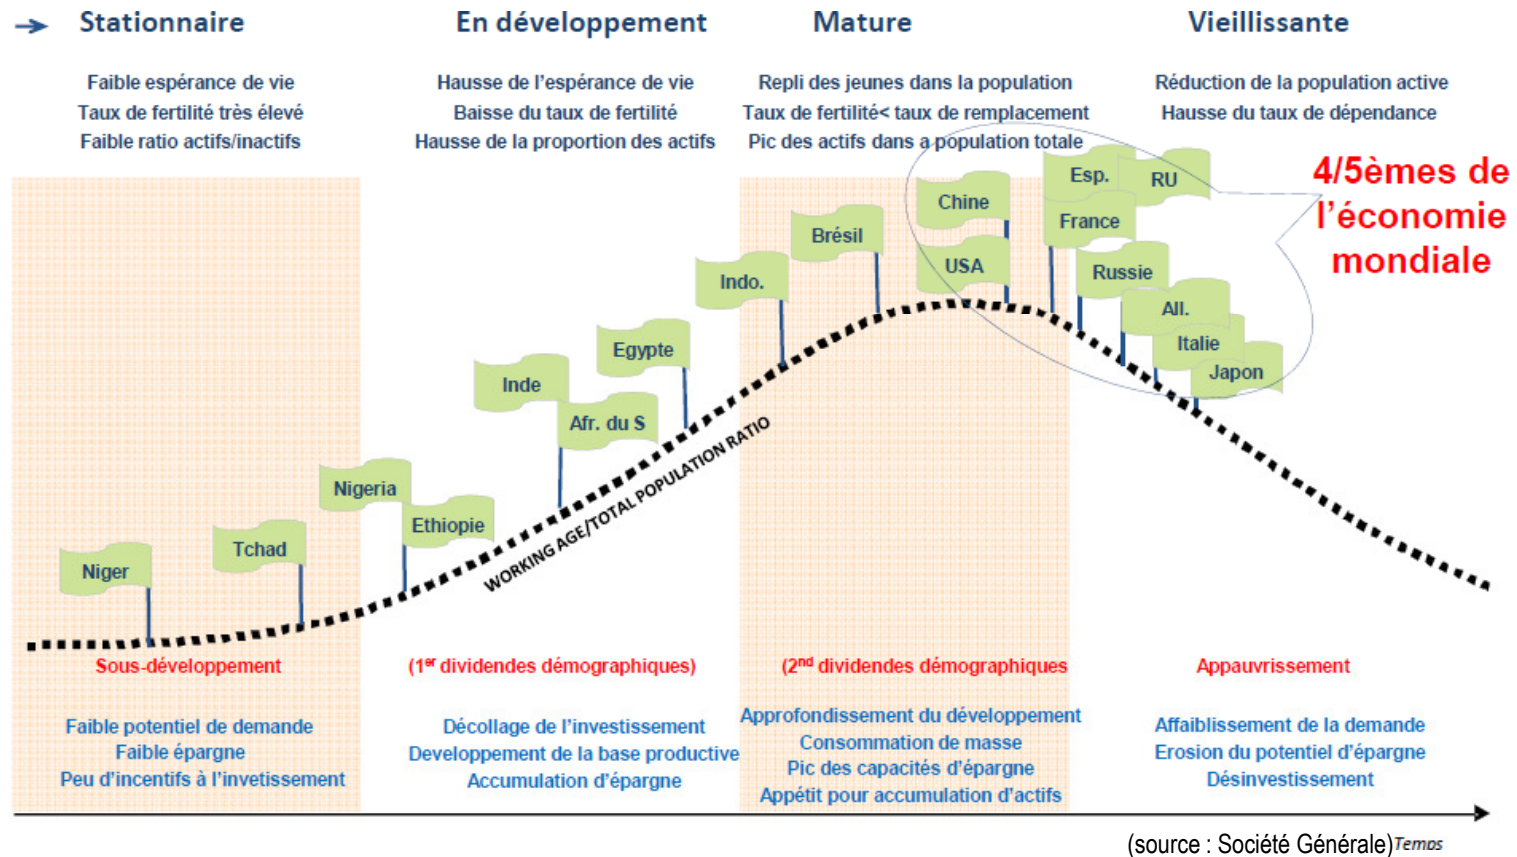 Stationnaire
En développement
Mature
Vieillissante
Faible espérance de vie
Taux de fertilité très élevé
Faible ratio actifs/inactifs
Hausse de l'espérance de vie
Baisse du taux de fertilité
Hausse de la proportion des actifs
Repli des jeunes dans la population
Taux de fertilité< taux de remplacement
Pic des actifs dans a population totale
Réduction de la population active
Hausse du taux de dépendance
4/5èmes de
l'économie
mondiale
Esp.
RU
Chine
France
Brésil
USA
Russie
Indo.
All.
Italie
Japon
Egypte
Inde
Afr. du S
Nigeria
Ethiopie
Tchad
Niger
WORKING AGE/TOTAL POPULATION RATIO
Sous-développement
(1er dividendes démographiques)
(2nd dividendes démographiques
Appauvrissement
Faible potentiel de demande
Faible épargne
Peu d'incentifs à l'invetissement
Décollage de l'investissement
Developpement de la base productive
Accumulation d'épargne
Approfondissement du développement
Consommation de masse
Pic des capacités d'épargne
Appétit pour accumulation d'actifs
Affaiblissement de la demande
Erosion du potentiel d'épargne
Désinvestissement
(source : Société Générale)
Temps